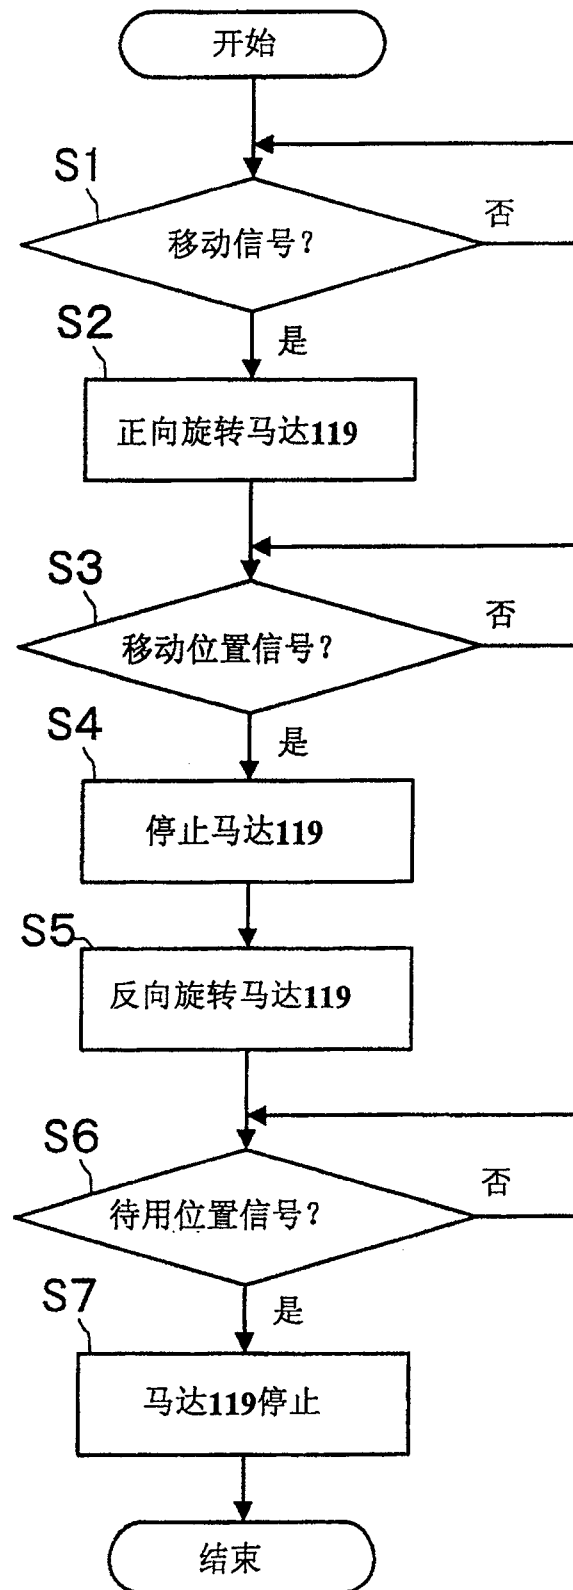 开始
S1
移动信号？
否
是
S2
正向旋转马达119
S3
移动位置信号？
否
是
S4
停止马达119
S5
反向旋转马达119
S6
待用位置信号？
否
是
S7
马达119停止
结束